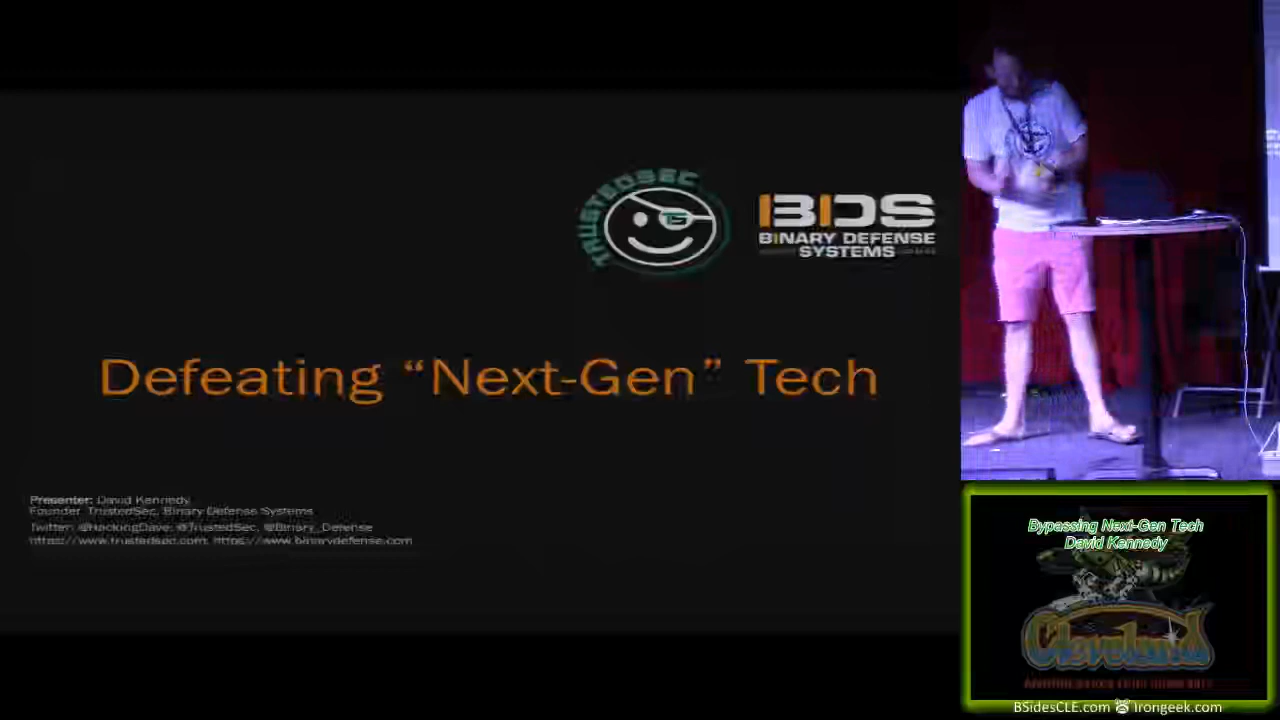 TRUSTEDSEC
TS
BDS
BINARY DEFENSE
SYSTEMS
Defeating “Next-Gen” Tech
Presenter: David Kennedy
Founder, TrustedSec, Binary Defense Systems
Twitter: @HackingDave, @TrustedSec, @Binary_Defense
https://www.trustedsec.com, https://www.binarydefense.com
Bypassing Next-Gen Tech
David Kennedy
Cleveland
BSidesCLE.com Irongeek.com